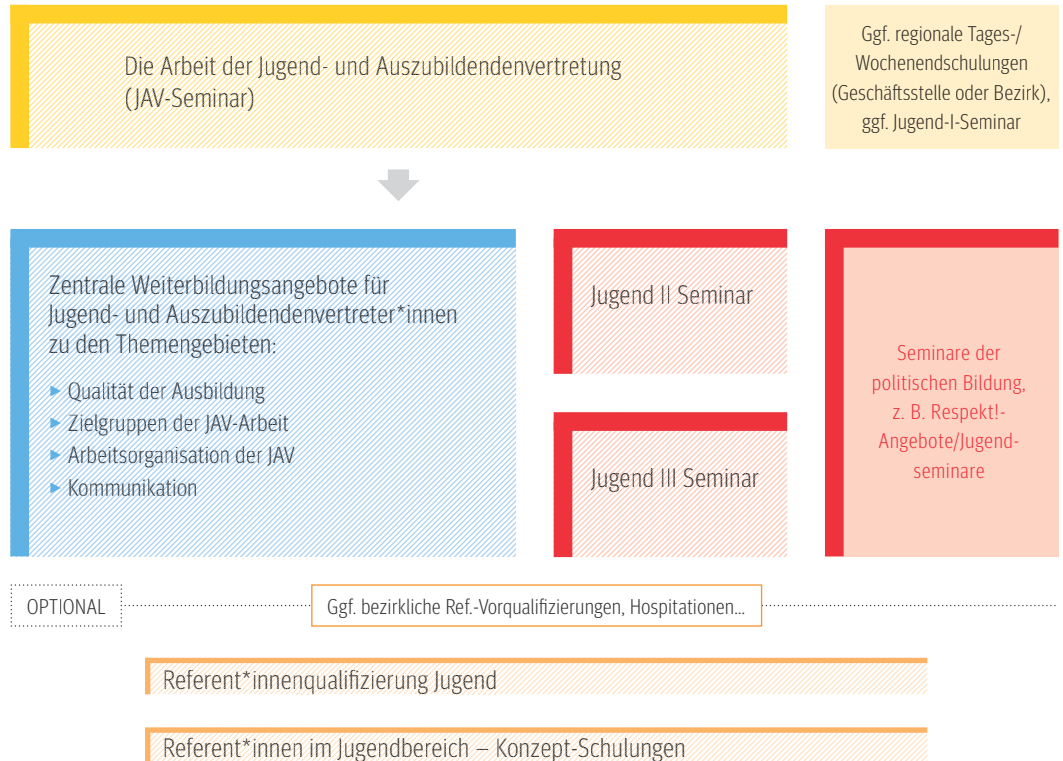 Die Arbeit der Jugend- und Auszubildendenvertretung
(JAV-Seminar)
Ggf. regionale Tages-/
Wochenendschulungen
(Geschäftsstelle oder Bezirk),
ggf. Jugend-I-Seminar
Zentrale Weiterbildungsangebote für
Jugend- und Auszubildendenvertreter*innen
zu den Themengebieten:
▸ Qualität der Ausbildung
▸ Zielgruppen der JAV-Arbeit
▸ Arbeitsorganisation der JAV
▸ Kommunikation
Jugend II Seminar
Jugend III Seminar
Seminare der
politischen Bildung,
z. B. Respekt!-
Angebote/Jugend-
seminare
OPTIONAL
Ggf. bezirkliche Ref.-Vorqualifizierungen, Hospitationen...
Referent*innenqualifizierung Jugend
Referent*innen im Jugendbereich – Konzept-Schulungen